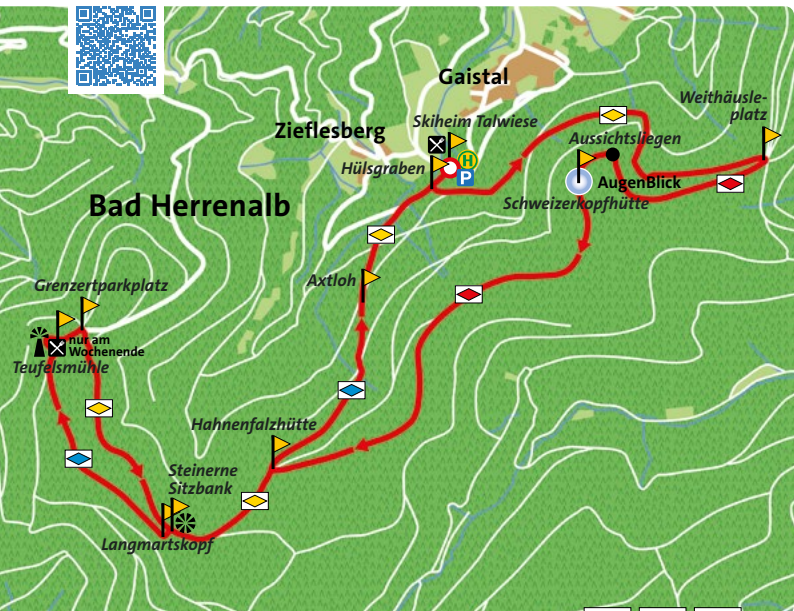 Gaistal
Weithäusle-
platz
Skiheim Talwiese
Zieflesberg
Aussichtsliegen
H
Hülsgraben
P
AugenBlick
Bad Herrenalb
Schweizerkopfhütte
Axtloh
Grenzertparkplatz
nur am
Wochenende
Teufelsmühle
Hahnenfalzhütte
Steinerne
Sitzbank
Langmartskopf